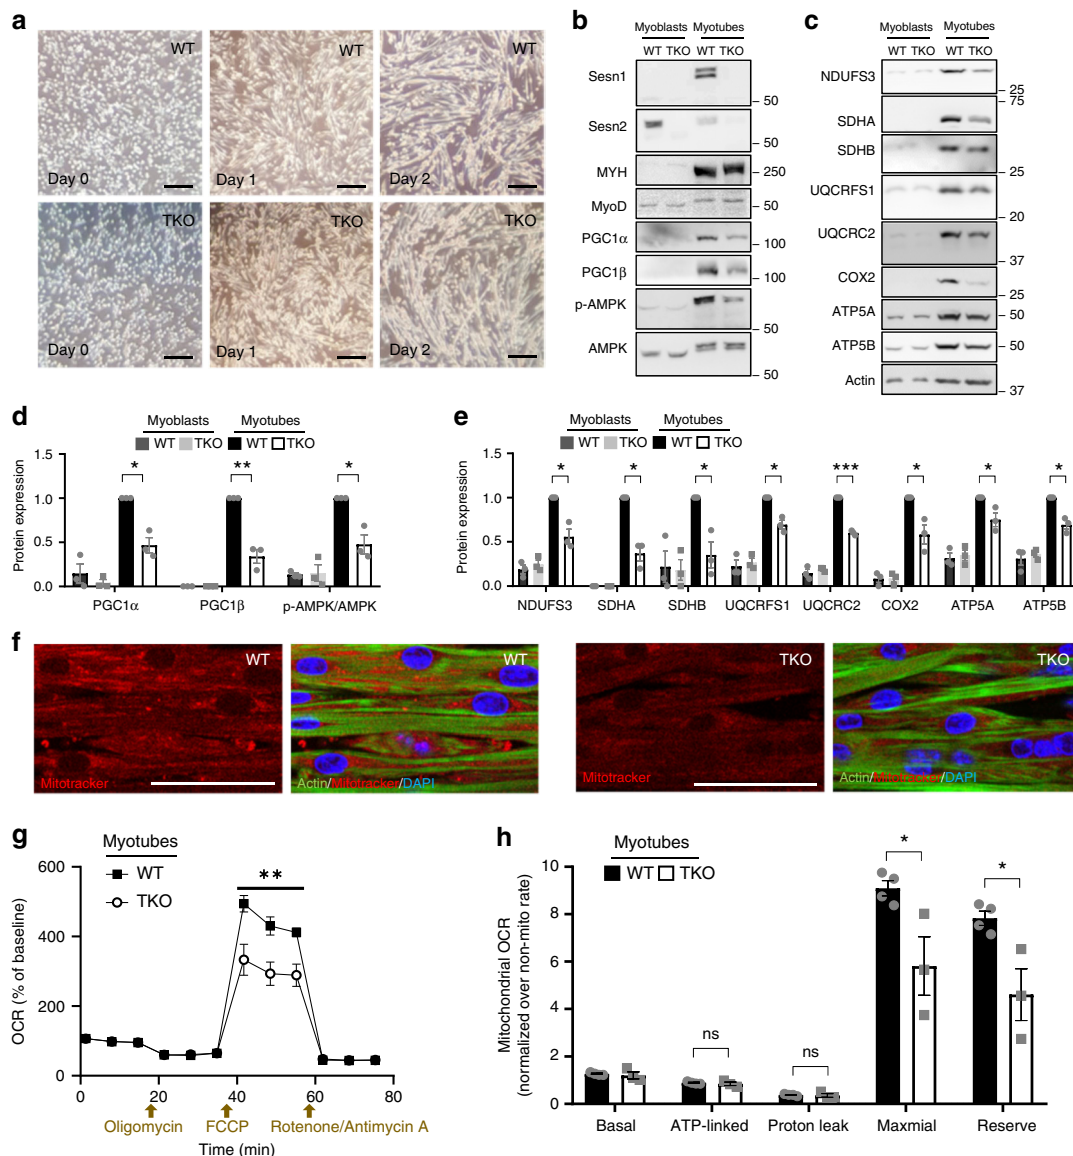 a
WT
WT
WT
Day 0
Day 1
Day 2
TKO
TKO
TKO
Day 0
Day 1
Day 2
b
Myoblasts Myotubes
WT TKO WT TKO
Sesn1
50
Sesn2
50
MYH
250
MyoD
50
PGC1α
100
PGC1β
100
p-AMPK
50
AMPK
50
c
Myoblasts Myotubes
WT TKO WT TKO
NDUFS3
25
75
SDHA
SDHB
25
UQCRFS1
20
UQCRC2
37
COX2
25
ATP5A
50
ATP5B
50
Actin
37
d
Myoblasts Myotubes
WT TKO WT TKO
Protein expression
1.5
1.0
0.5
0.0
* ** *
PGC1α PGC1β p-AMPK/AMPK
e
Myoblasts Myotubes
WT TKO WT TKO
Protein expression
1.5
1.0
0.5
0.0
* * * * *** * * *
NDUFS3 SDHA SDHB UQCRFS1 UQCRC2 COX2 ATP5A ATP5B
f
WT
Mitotracker
WT
Actin/Mitotracker/DAPI
TKO
Mitotracker
TKO
Actin/Mitotracker/DAPI
g
Myotubes
WT
TKO
OCR (% of baseline)
600
400
200
0
**
0 20 40 60 80
Oligomycin FCCP Rotenone/Antimycin A
Time (min)
h
Myotubes
WT TKO
Mitochondrial OCR
(normalized over non-mito rate)
10
8
6
4
2
0
ns ns * *
Basal ATP-linked Proton leak Maxmial Reserve